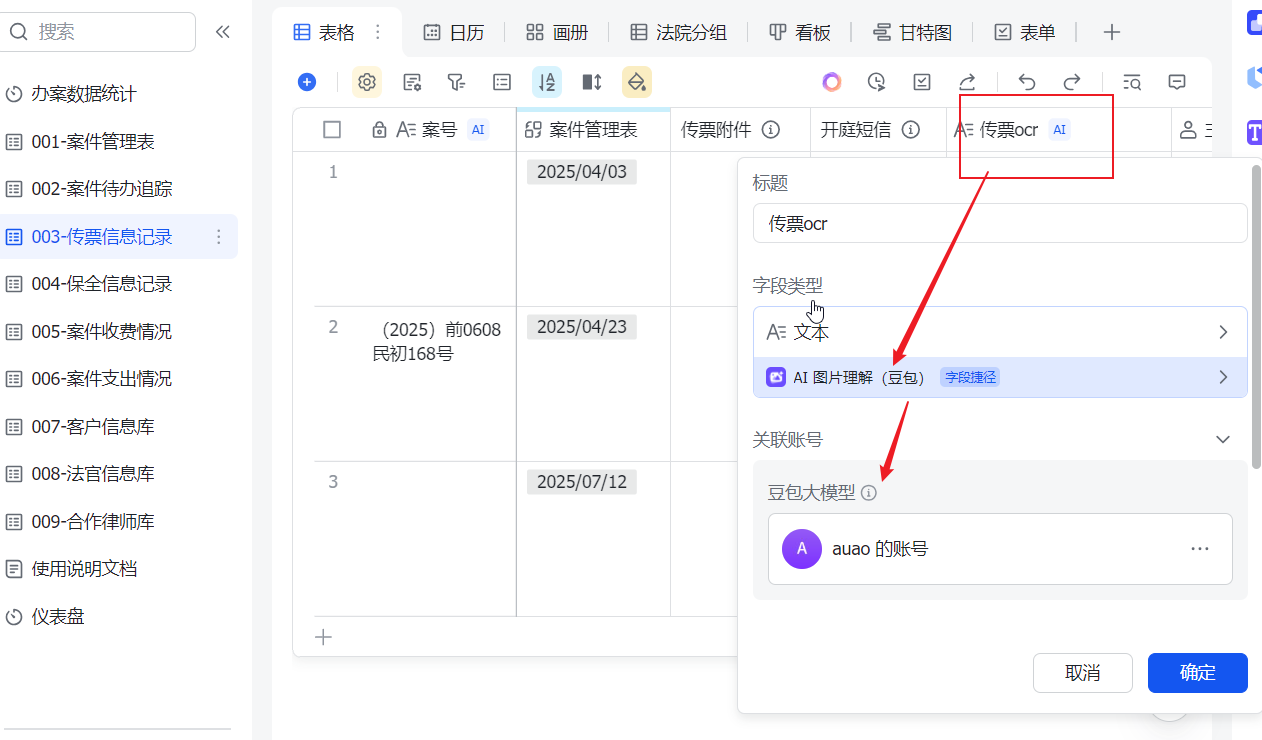 搜索
办案数据统计
001-案件管理表
002-案件待办追踪
003-传票信息记录
004-保全信息记录
005-案件收费情况
006-案件支出情况
007-客户信息库
008-法官信息库
009-合作律师库
使用说明文档
仪表盘
表格 日历 画册 法院分组 看板 甘特图 表单
案号 AI 案件管理表 传票附件 开庭短信 传票ocr AI
1 2025/04/03
2 （2025）前0608民初168号 2025/04/23
3 2025/07/12
标题
传票ocr
字段类型
文本
AI 图片理解（豆包） 字段捷径
关联账号
豆包大模型
A auao 的账号
取消 确定